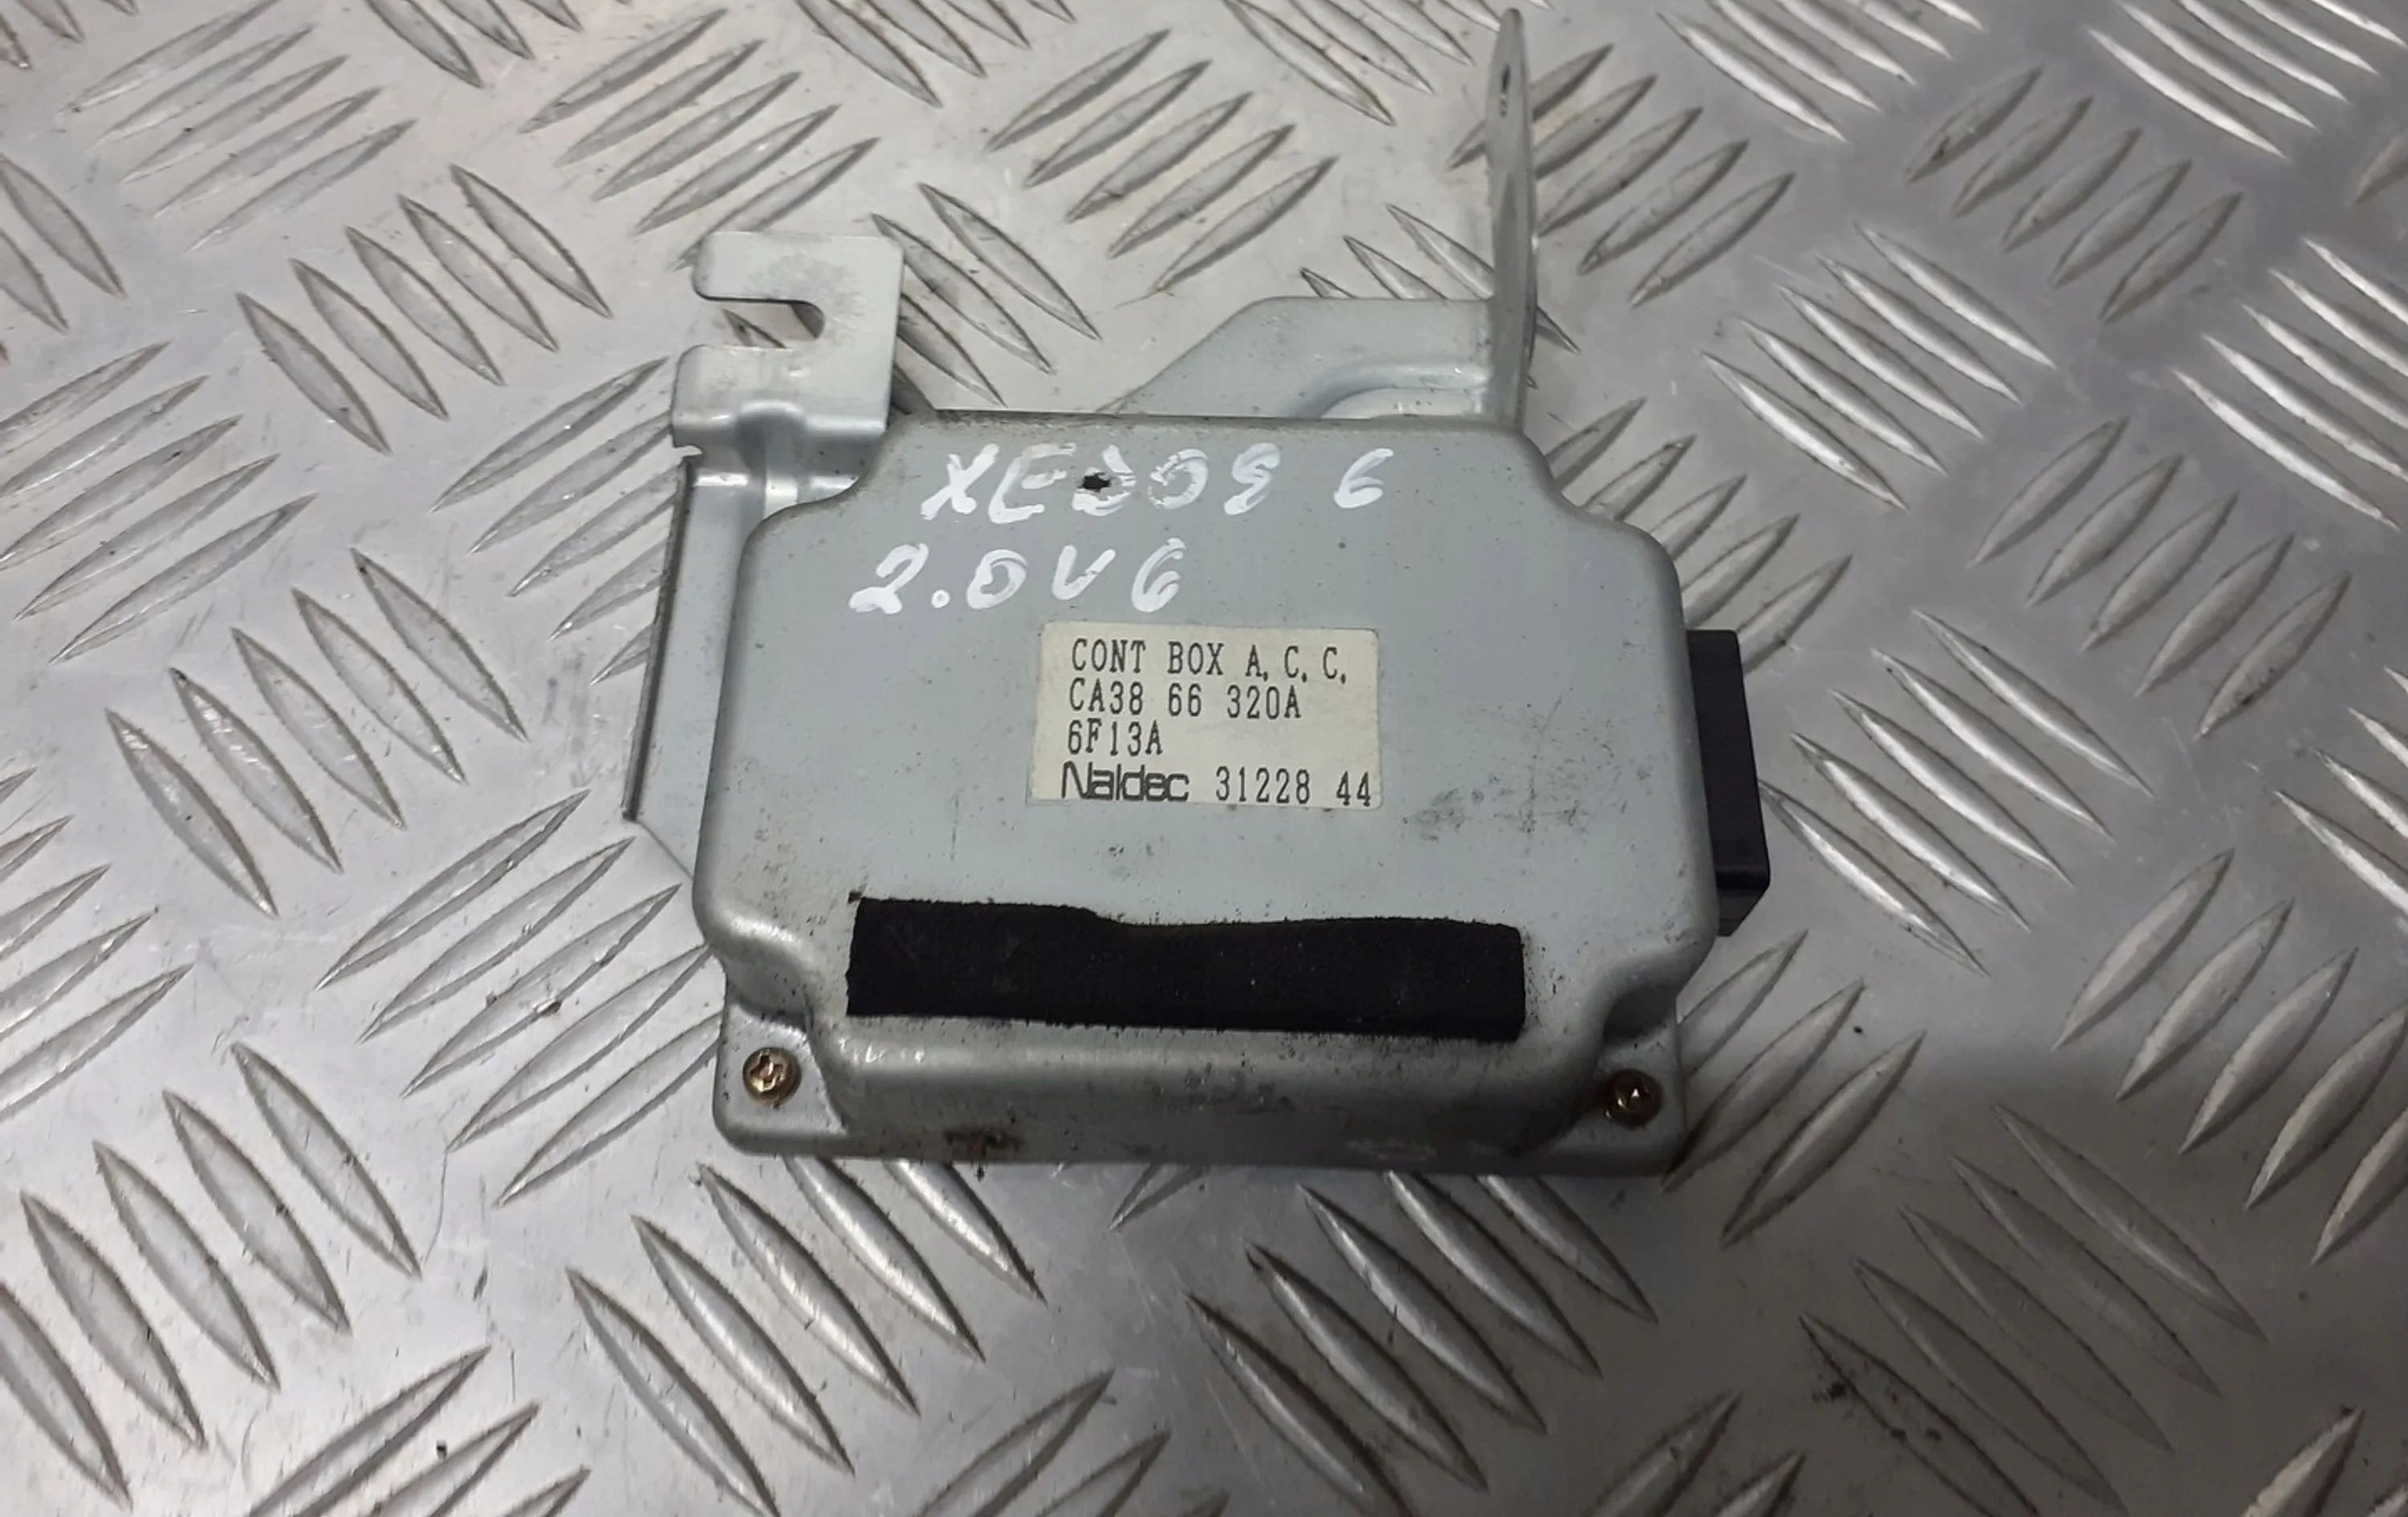 XEDOS 6
2.0V6
CONT BOX A.C.C.
CA38 66 320A
6F13A
Naldec 31228 44